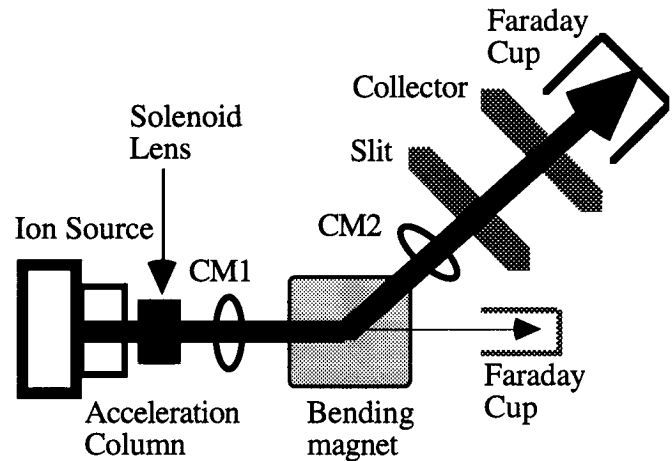 Faraday
Cup
Collector
Solenoid
Lens
Slit
Ion Source
CM1
CM2
Acceleration
Column
Bending
magnet
Faraday
Cup